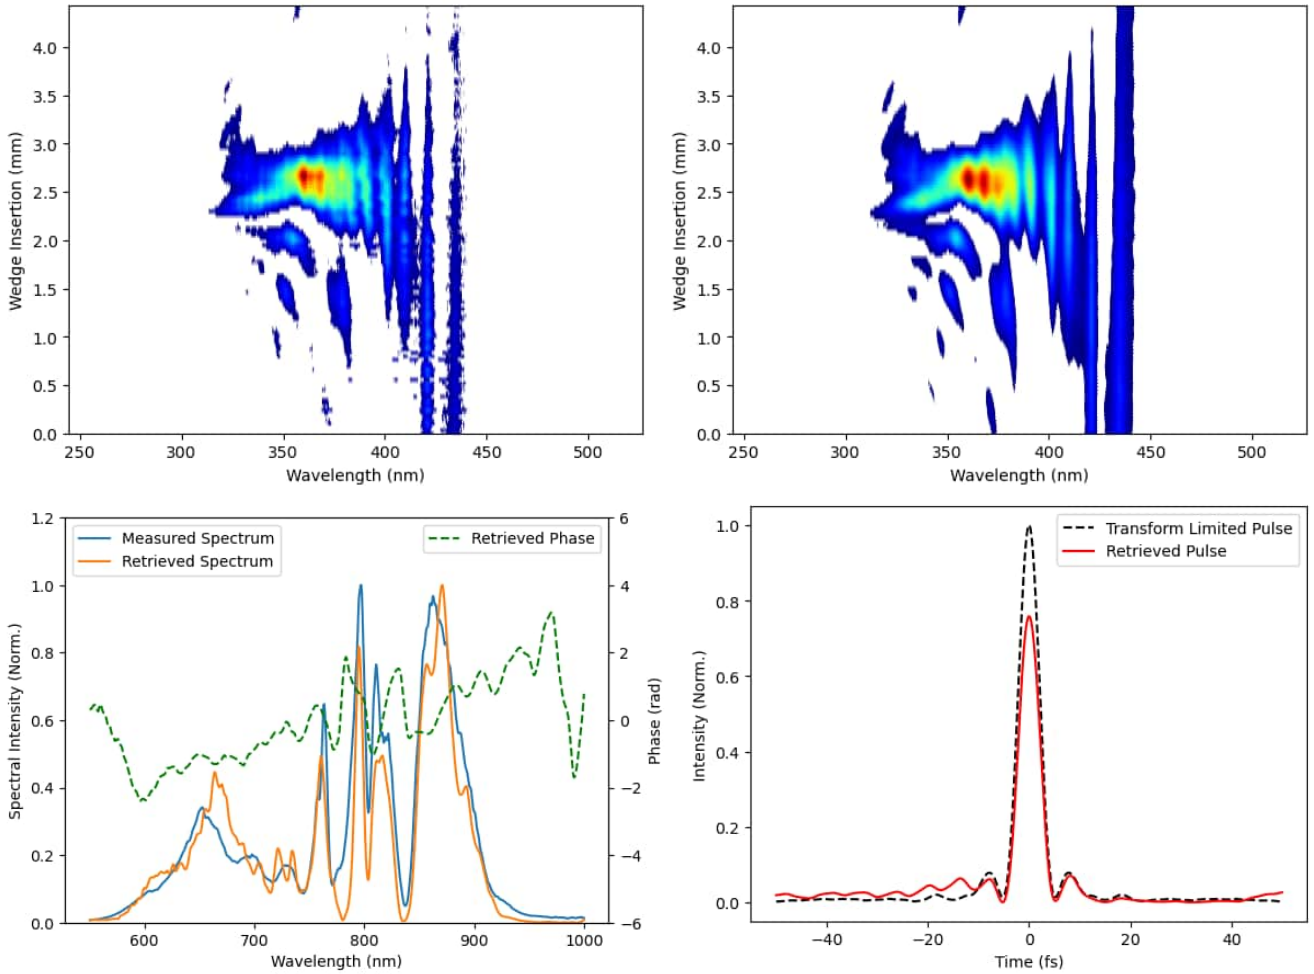 4.0
3.5
3.0
2.5
2.0
1.5
1.0
0.5
0.0
Wedge Insertion (mm)
250 300 350 400 450 500
Wavelength (nm)
4.0
3.5
3.0
2.5
2.0
1.5
1.0
0.5
0.0
Wedge Insertion (mm)
250 300 350 400 450 500
Wavelength (nm)
Measured Spectrum
Retrieved Spectrum
Retrieved Phase
1.2
1.0
0.8
0.6
0.4
0.2
0.0
Spectral Intensity (Norm.)
6
4
2
0
−2
−4
−6
Phase (rad)
600 700 800 900 1000
Wavelength (nm)
Transform Limited Pulse
Retrieved Pulse
1.0
0.8
0.6
0.4
0.2
0.0
Intensity (Norm.)
−40 −20 0 20 40
Time (fs)